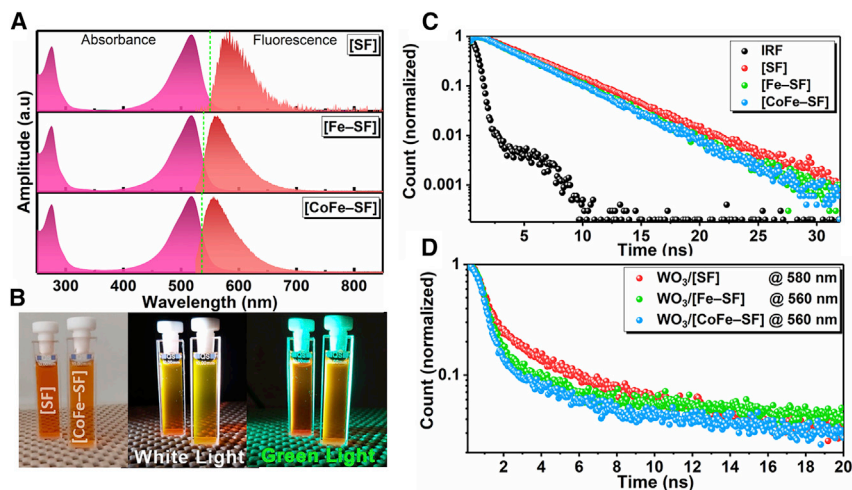 A
Absorbance
Fluorescence
[SF]
[Fe–SF]
[CoFe–SF]
Amplitude (a.u)
300 400 500 600 700 800
Wavelength (nm)
B
[SF]
[CoFe–SF]
White Light
Green Light
C
1
0.1
0.01
0.001
Count (normalized)
IRF
[SF]
[Fe–SF]
[CoFe–SF]
5 10 15 20 25 30
Time (ns)
D
1
0.1
Count (normalized)
WO₃/[SF] @ 580 nm
WO₃/[Fe–SF] @ 560 nm
WO₃/[CoFe–SF] @ 560 nm
2 4 6 8 10 12 14 16 18 20
Time (ns)